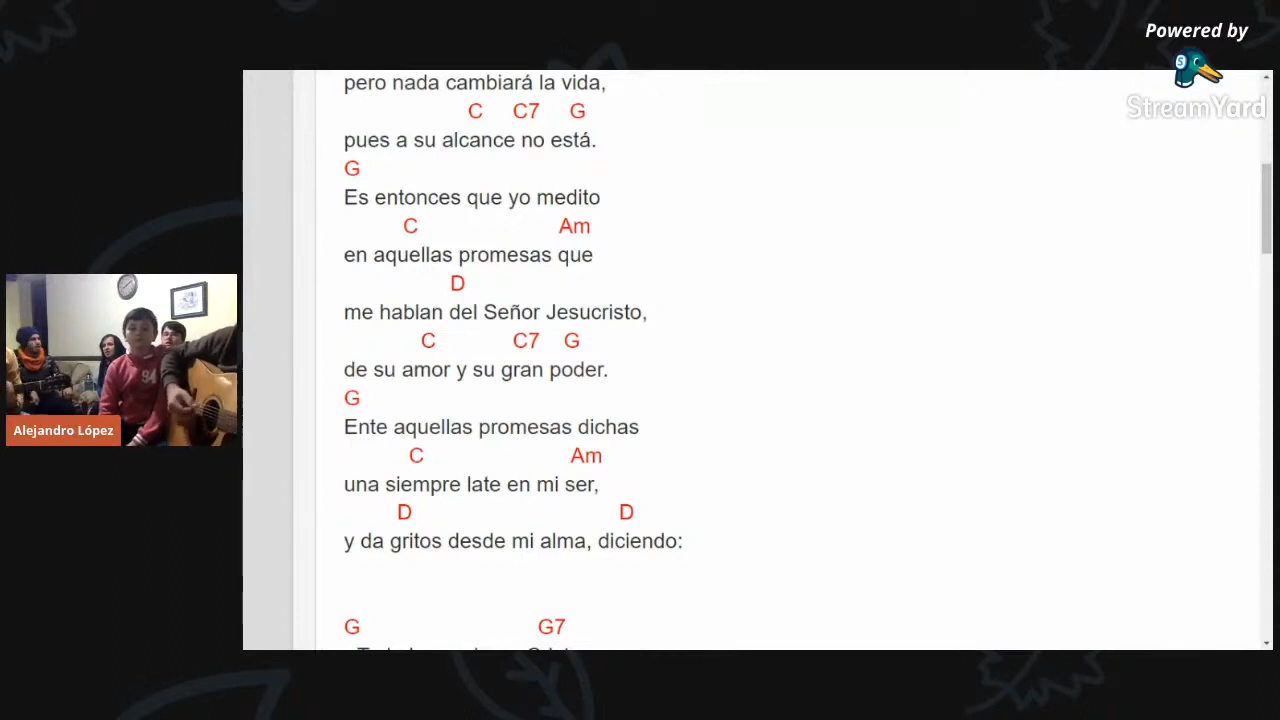 Powered by
StreamYard
pero nada cambiará la vida,
C C7 G
pues a su alcance no está.
G
Es entonces que yo medito
C Am
en aquellas promesas que
D
me hablan del Señor Jesucristo,
C C7 G
de su amor y su gran poder.
G
Ente aquellas promesas dichas
C Am
una siempre late en mi ser,
D D
y da gritos desde mi alma, diciendo:
G G7
94
Alejandro López